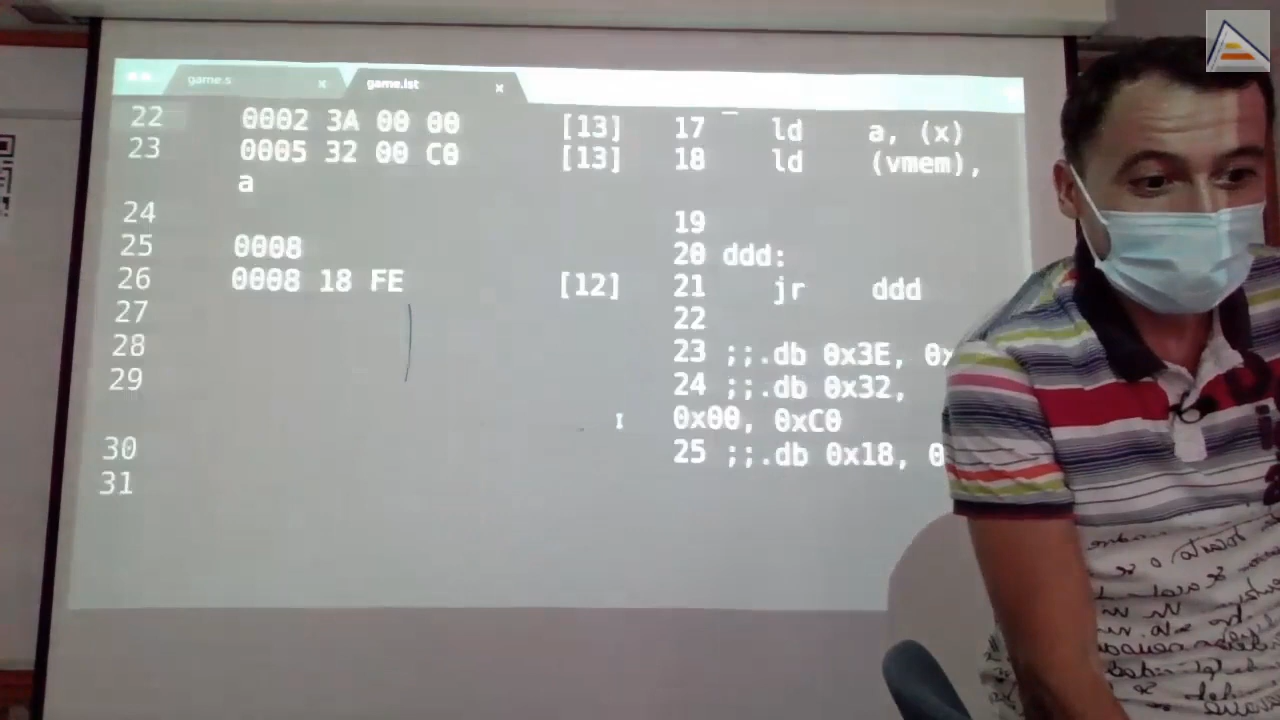 game.s x game.lst x
22 0002 3A 00 00 [13] 17 ld a, (x)
23 0005 32 00 C0 [13] 18 ld (vmem),
a
24 19
25 0008 20 ddd:
26 0008 18 FE [12] 21 jr ddd
27 22
28 23 ;;.db 0x3E, 0x
29 24 ;;.db 0x32,
0x00, 0xC0
30 25 ;;.db 0x18, 0
31